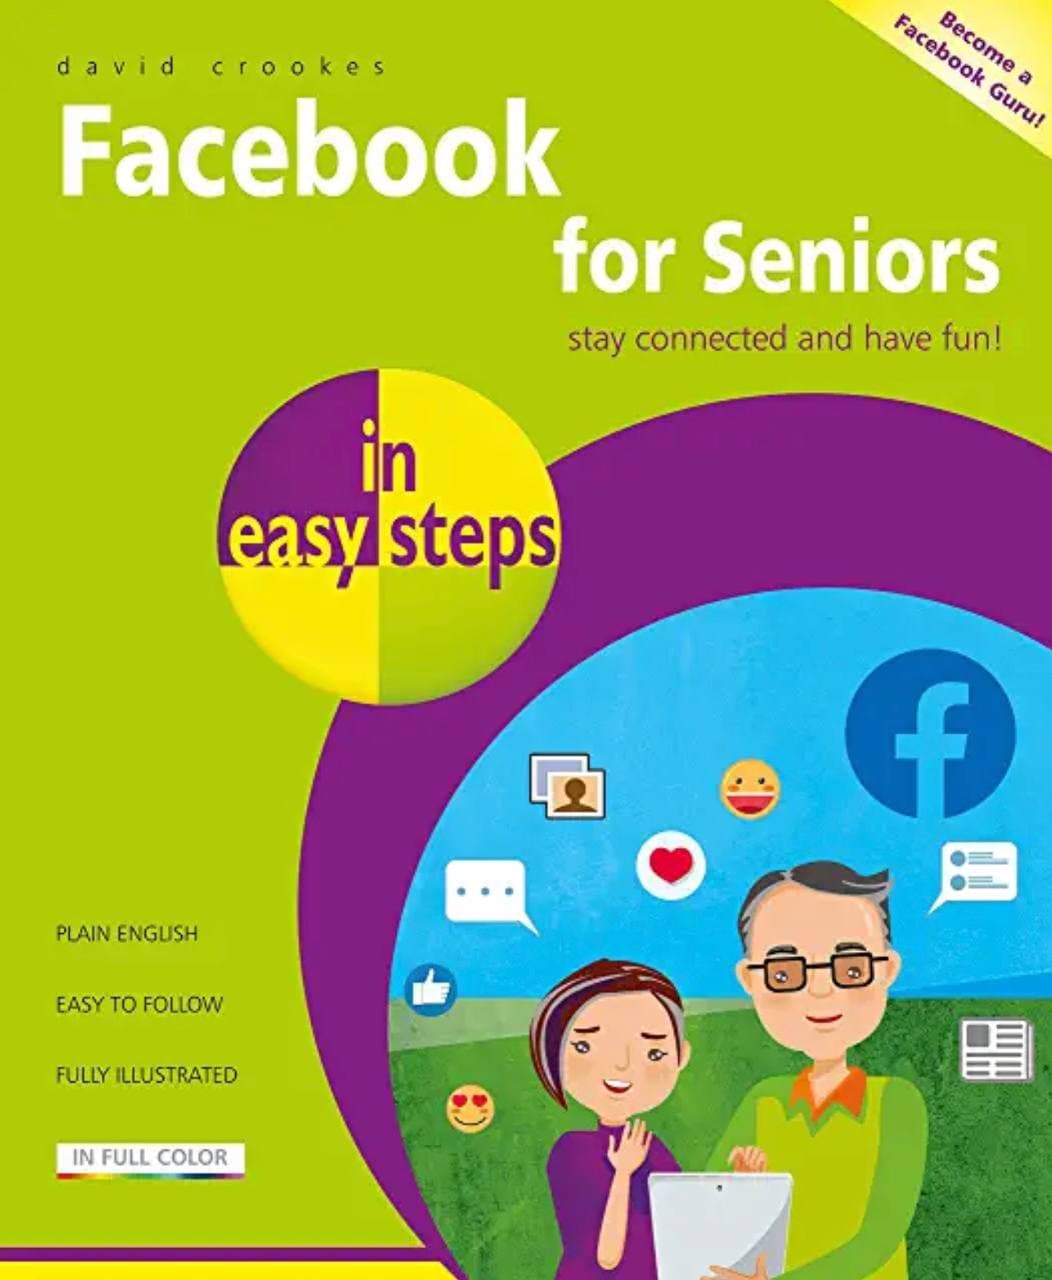 david crookes
Become a
Facebook Guru!
Facebook
for Seniors
stay connected and have fun!
in
easy steps
f
PLAIN ENGLISH
EASY TO FOLLOW
FULLY ILLUSTRATED
IN FULL COLOR